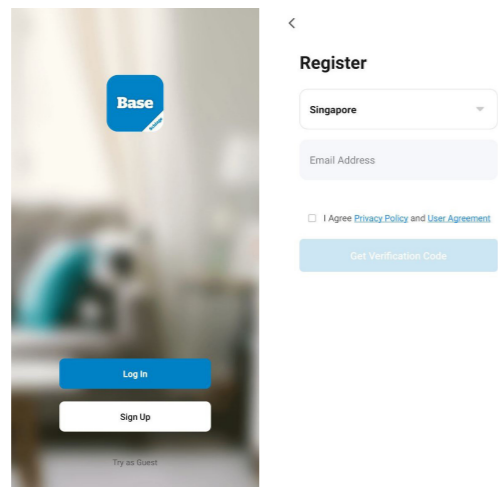 Base
Log In
Sign Up
Try as Guest
Register
Singapore
Email Address
I Agree Privacy Policy and User Agreement
Get Verification Code